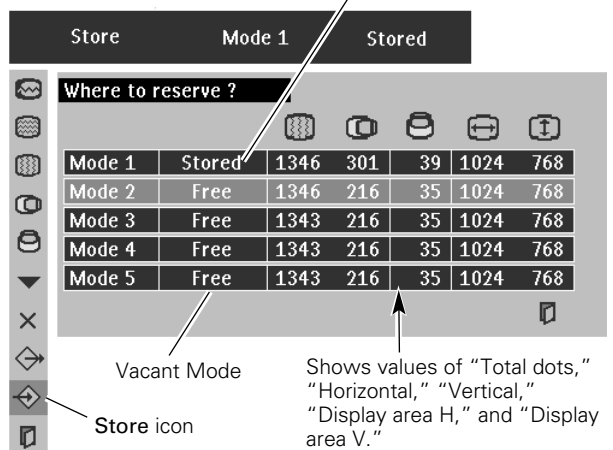 Store Mode 1 Stored
Where to reserve ?
Mode 1 Stored 1346 301 39 1024 768
Mode 2 Free 1346 216 35 1024 768
Mode 3 Free 1343 216 35 1024 768
Mode 4 Free 1343 216 35 1024 768
Mode 5 Free 1343 216 35 1024 768
Vacant Mode
Shows values of “Total dots,”
“Horizontal,” “Vertical,”
“Display area H,” and “Display
area V.”
Store icon